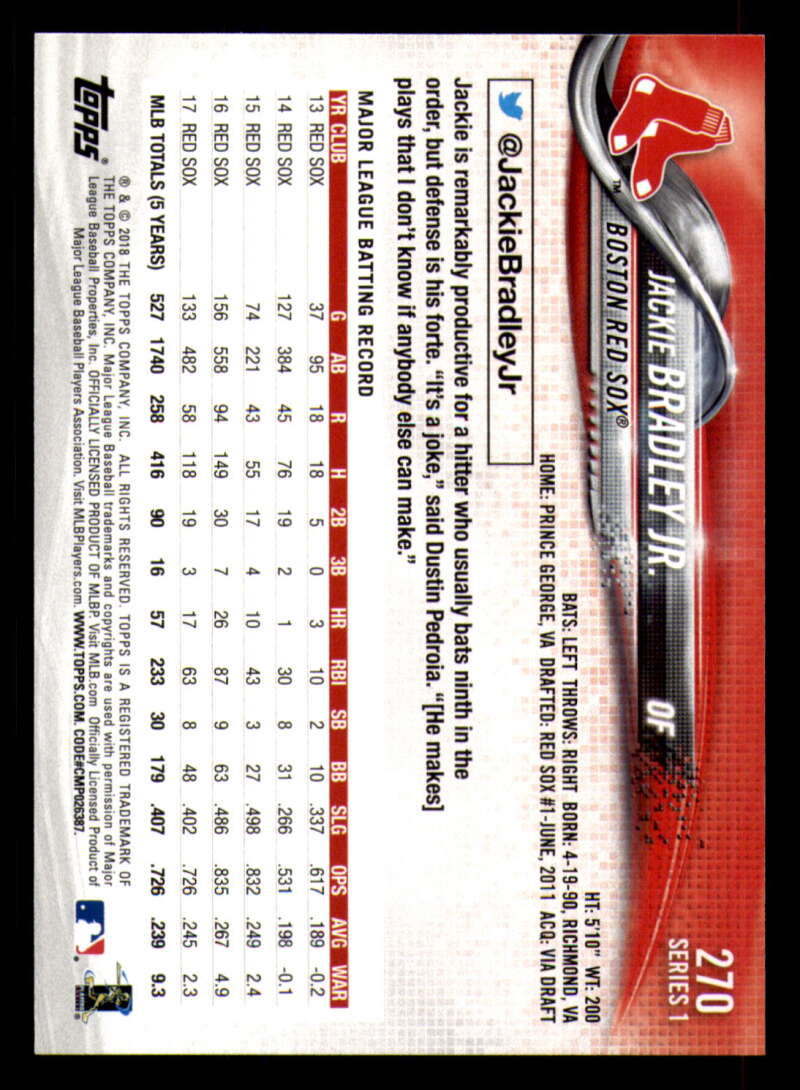 270
SERIES 1
JACKIE BRADLEY JR. OF
BOSTON RED SOX®
TM
HT: 5'10" WT: 200
BATS: LEFT THROWS: RIGHT BORN: 4-19-90, RICHMOND, VA
HOME: PRINCE GEORGE, VA DRAFTED: RED SOX #1-JUNE, 2011 ACQ: VIA DRAFT
@JackieBradleyJr
Jackie is remarkably productive for a hitter who usually bats ninth in the
order, but defense is his forte. "It's a joke," said Dustin Pedroia. "[He makes]
plays that I don't know if anybody else can make."
MAJOR LEAGUE BATTING RECORD
YR CLUB G AB R H 2B 3B HR RBI SB BB SLG OPS AVG WAR
13 RED SOX 37 95 18 18 5 0 3 10 2 10 .337 .617 .189 -0.2
14 RED SOX 127 384 45 76 19 2 1 30 8 31 .266 .531 .198 -0.1
15 RED SOX 74 221 43 55 17 4 10 43 3 27 .498 .832 .249 2.4
16 RED SOX 156 558 94 149 30 7 26 87 9 63 .486 .835 .267 4.9
17 RED SOX 133 482 58 118 19 3 17 63 8 48 .402 .726 .245 2.3
MLB TOTALS (5 YEARS) 527 1740 258 416 90 16 57 233 30 179 .407 .726 .239 9.3
topps®
® & © 2018 THE TOPPS COMPANY, INC. ALL RIGHTS RESERVED. TOPPS IS A REGISTERED TRADEMARK OF
THE TOPPS COMPANY, INC. Major League Baseball trademarks and copyrights are used with permission of Major
League Baseball Properties, Inc. OFFICIALLY LICENSED PRODUCT OF MLBP. Visit MLB.com Officially Licensed Product of
Major League Baseball Players Association. Visit MLBPlayers.com. WWW.TOPPS.COM. CODE#CMP026387.